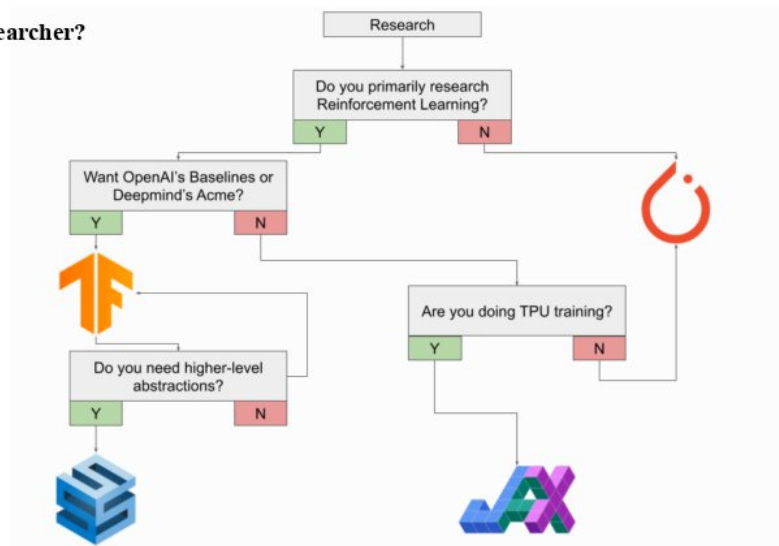 earcher?
Research
Do you primarily research
Reinforcement Learning?
Y
N
Want OpenAI's Baselines or
Deepmind's Acme?
Y
N
Are you doing TPU training?
Y
N
Do you need higher-level
abstractions?
Y
N
JAX